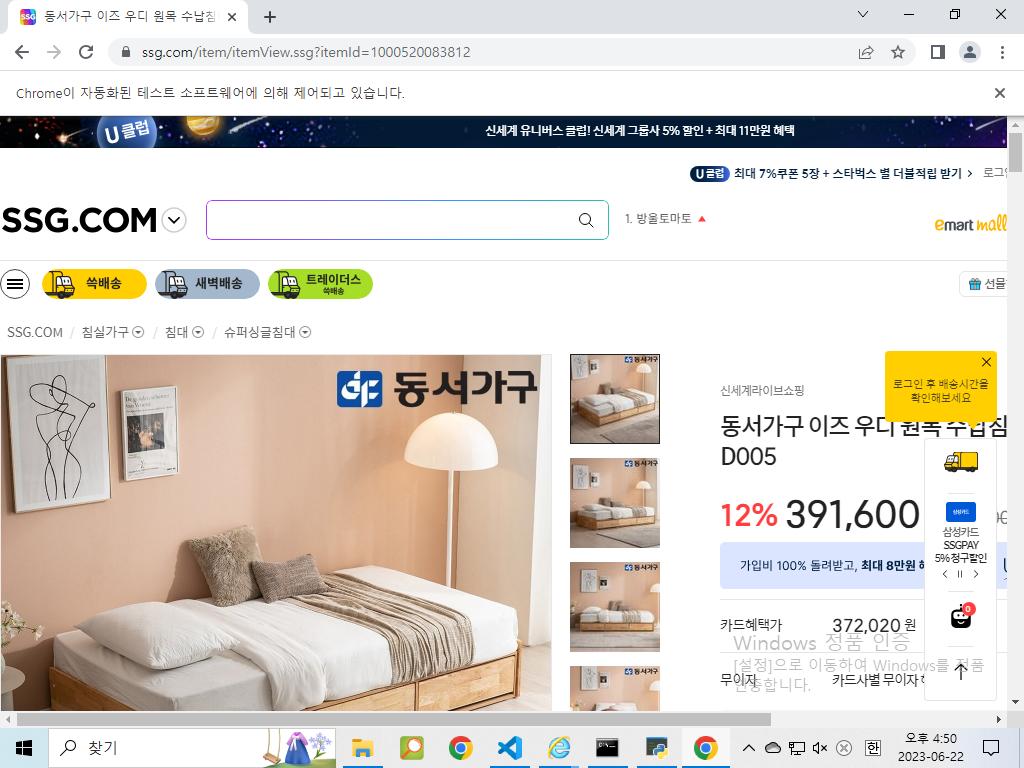 동서가구 이즈 우디 원목 수납침
ssg.com/item/itemView.ssg?itemId=1000520083812
Chrome이 자동화된 테스트 소프트웨어에 의해 제어되고 있습니다.
U 클럽
신세계 유니버스 클럽! 신세계 그룹사 5% 할인 + 최대 11만원 혜택
U 클럽 최대 7%쿠폰 5장 + 스타벅스 별 더블적립 받기
로그인
SSG.COM
1. 방울토마토
emart mall
쓱배송
새벽배송
트레이더스
쓱배송
선물
SSG.COM / 침실가구 / 침대 / 슈퍼싱글침대
동서가구
신세계라이브쇼핑
로그인 후 배송시간을
확인해보세요
동서가구 이즈 우디 원목 수납침
D005
12% 391,600
삼성카드
삼성카드
SSGPAY
5% 청구할인
가입비 100% 돌려받고, 최대 8만원 혜
카드혜택가 372,020 원
0
Windows 정품 인증
[설정]으로 이동하여 Windows를 정품
인증합니다.
무이자 카드사별 무이자 혜
찾기
한
오후 4:50
2023-06-22